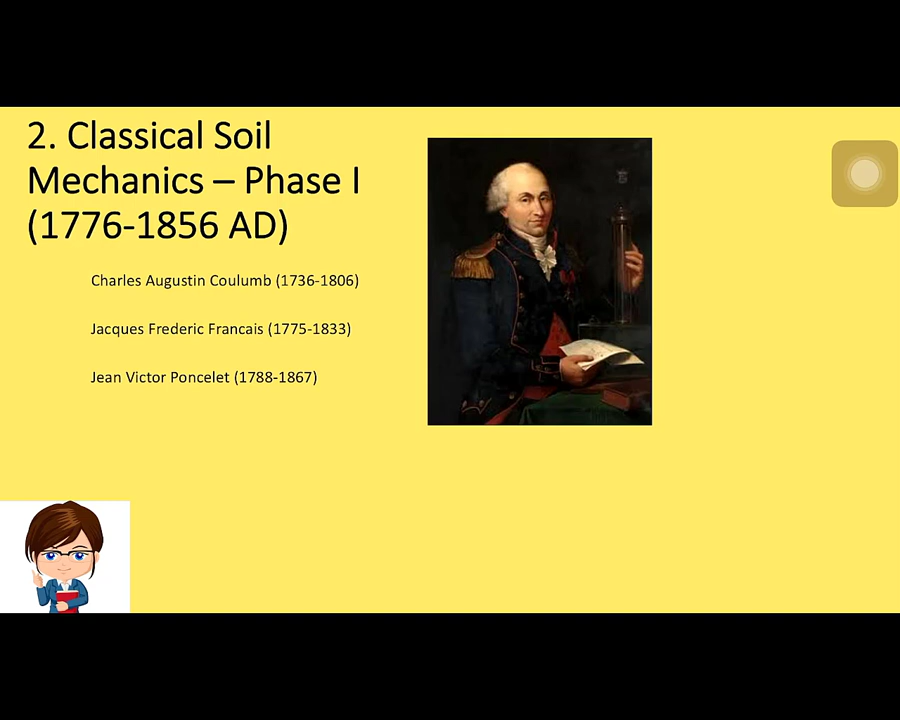 2. Classical Soil
Mechanics – Phase I
(1776-1856 AD)
Charles Augustin Coulumb (1736-1806)
Jacques Frederic Francais (1775-1833)
Jean Victor Poncelet (1788-1867)